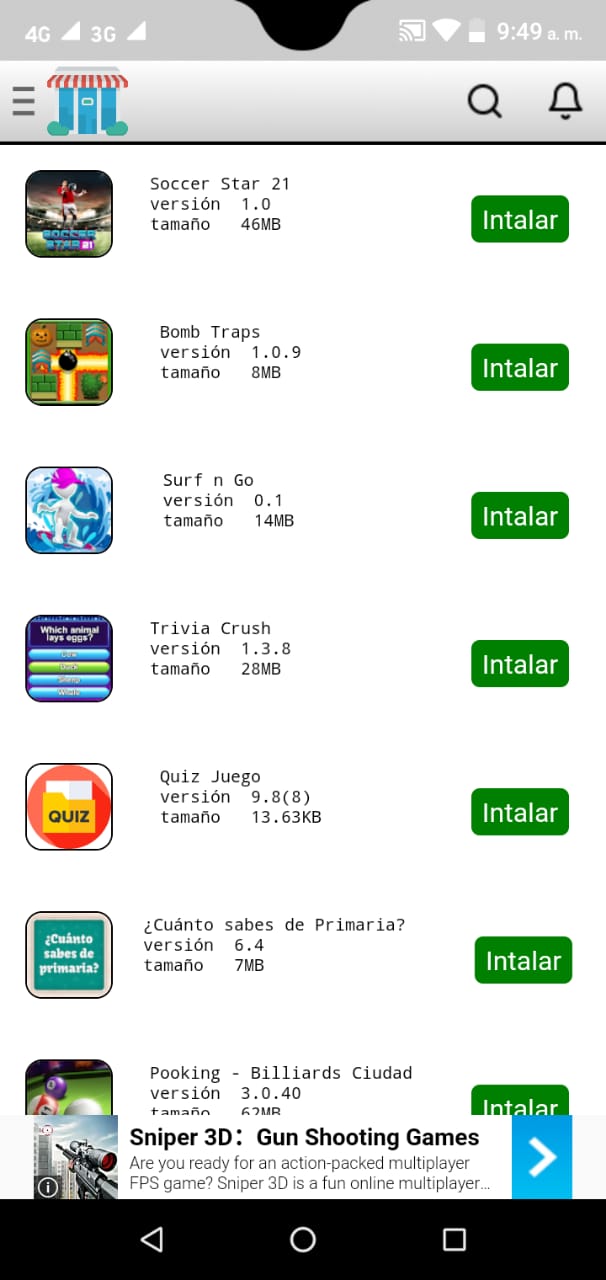 4G 3G 9:49 a. m.
Soccer Star 21
versión 1.0
tamaño 46MB
Intalar
SOCCER
STAR 21
Bomb Traps
versión 1.0.9
tamaño 8MB
Intalar
Surf n Go
versión 0.1
tamaño 14MB
Intalar
Which animal
lays eggs?
Cow
Duck
Sheep
Whale
Trivia Crush
versión 1.3.8
tamaño 28MB
Intalar
QUIZ
Quiz Juego
versión 9.8(8)
tamaño 13.63KB
Intalar
¿Cuánto
sabes de
primaria?
¿Cuánto sabes de Primaria?
versión 6.4
tamaño 7MB
Intalar
Pooking - Billiards Ciudad
versión 3.0.40
tamaño 62MB
Intalar
Sniper 3D: Gun Shooting Games
Are you ready for an action-packed multiplayer
FPS game? Sniper 3D is a fun online multiplayer...